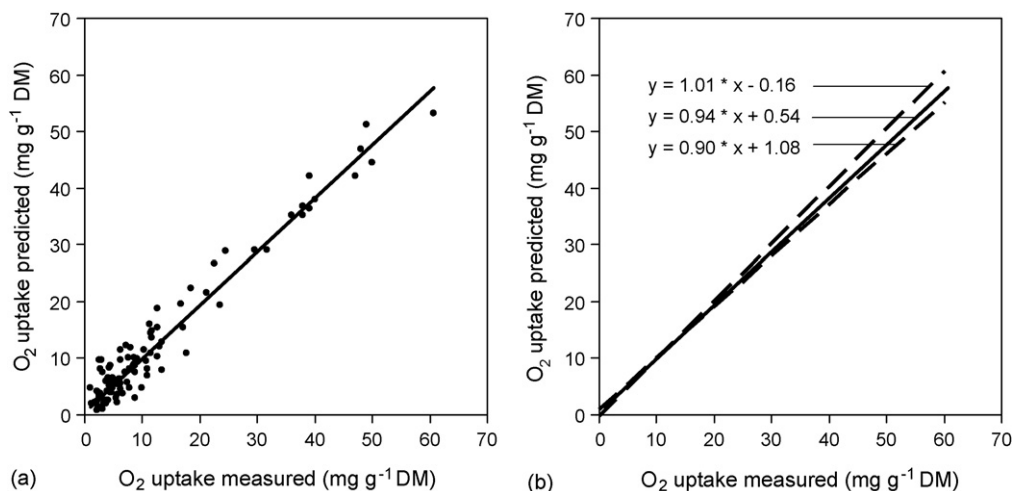 70
60
50
40
30
20
10
0
O₂ uptake predicted (mg g⁻¹ DM)
0 10 20 30 40 50 60 70
(a) O₂ uptake measured (mg g⁻¹ DM)
70
60
50
40
30
20
10
0
O₂ uptake predicted (mg g⁻¹ DM)
y = 1.01 * x - 0.16
y = 0.94 * x + 0.54
y = 0.90 * x + 1.08
0 10 20 30 40 50 60 70
(b) O₂ uptake measured (mg g⁻¹ DM)